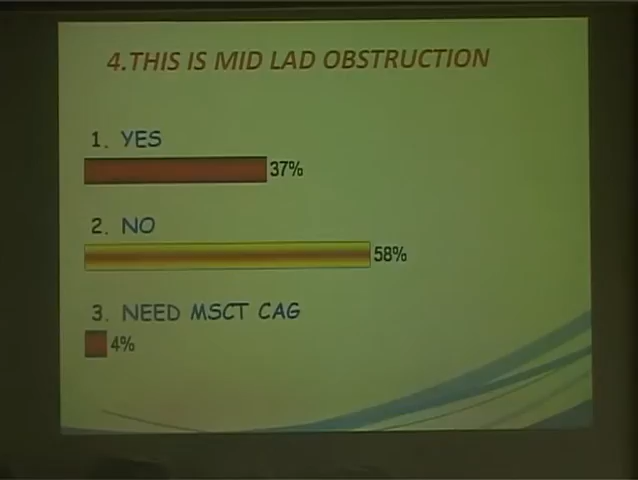 4.THIS IS MID LAD OBSTRUCTION
1. YES
37%
2. NO
58%
3. NEED MSCT CAG
4%